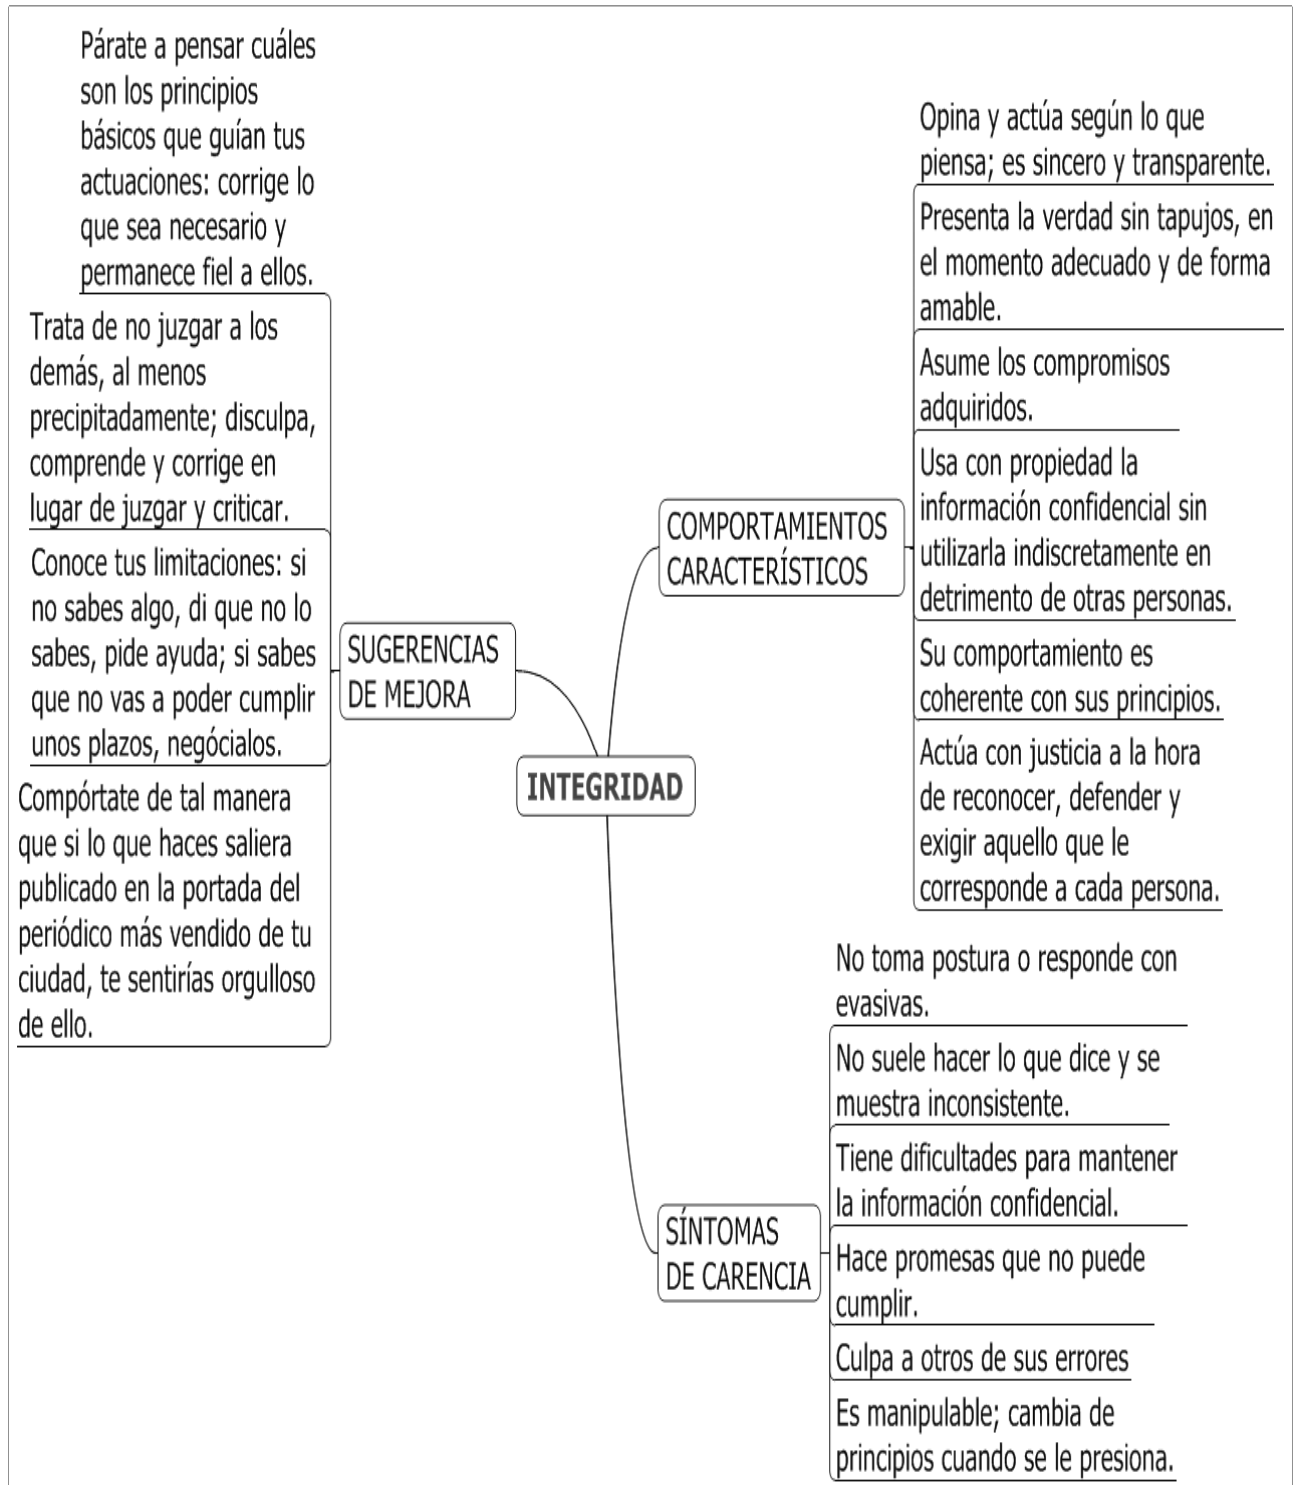 Párate a pensar cuáles
son los principios
básicos que guían tus
actuaciones: corrige lo
que sea necesario y
permanece fiel a ellos.
Trata de no juzgar a los
demás, al menos
precipitadamente; disculpa,
comprende y corrige en
lugar de juzgar y criticar.
Conoce tus limitaciones: si
no sabes algo, di que no lo
sabes, pide ayuda; si sabes
que no vas a poder cumplir
unos plazos, negócialos.
Compórtate de tal manera
que si lo que haces saliera
publicado en la portada del
periódico más vendido de tu
ciudad, te sentirías orgulloso
de ello.
SUGERENCIAS
DE MEJORA
INTEGRIDAD
COMPORTAMIENTOS
CARACTERÍSTICOS
Opina y actúa según lo que
piensa; es sincero y transparente.
Presenta la verdad sin tapujos, en
el momento adecuado y de forma
amable.
Asume los compromisos
adquiridos.
Usa con propiedad la
información confidencial sin
utilizarla indiscretamente en
detrimento de otras personas.
Su comportamiento es
coherente con sus principios.
Actúa con justicia a la hora
de reconocer, defender y
exigir aquello que le
corresponde a cada persona.
SÍNTOMAS
DE CARENCIA
No toma postura o responde con
evasivas.
No suele hacer lo que dice y se
muestra inconsistente.
Tiene dificultades para mantener
la información confidencial.
Hace promesas que no puede
cumplir.
Culpa a otros de sus errores
Es manipulable; cambia de
principios cuando se le presiona.